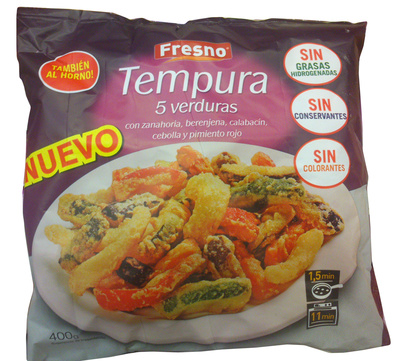 TAMBIÉN
AL HORNO!
Fresno
Tempura
5 verduras
con zanahoria, berenjena, calabacín,
cebolla y pimiento rojo
NUEVO
SIN
GRASAS
HIDROGENADAS
SIN
CONSERVANTES
SIN
COLORANTES
1,5 min
11 min
400g